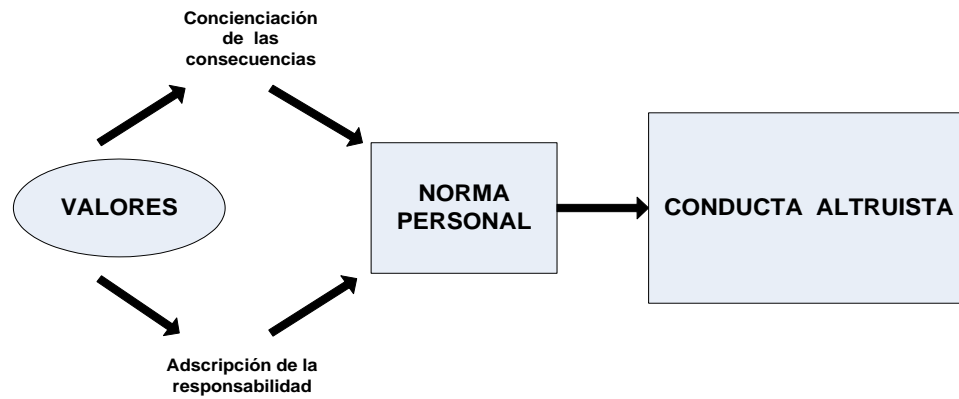 Concienciación
de las
consecuencias
VALORES
NORMA
PERSONAL
CONDUCTA ALTRUISTA
Adscripción de la
responsabilidad